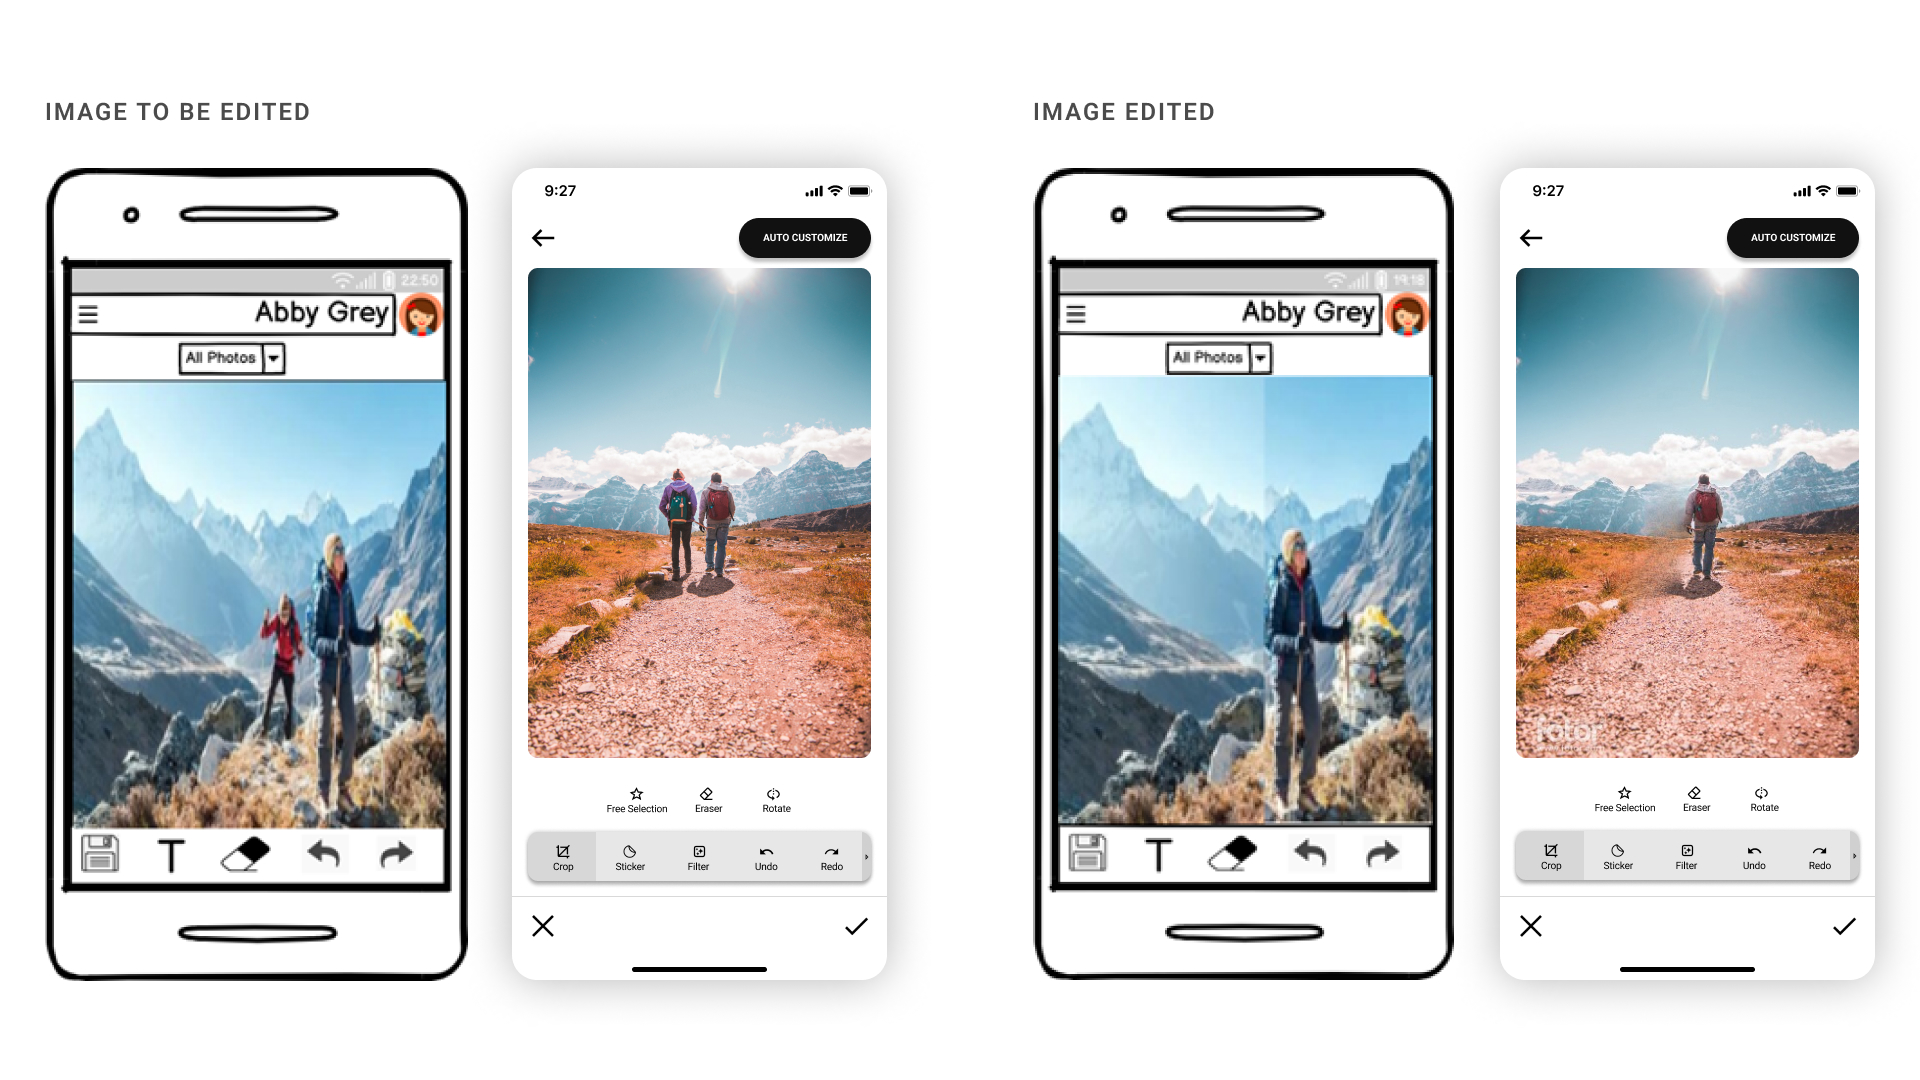 IMAGE TO BE EDITED
22:50
Abby Grey
All Photos
T
9:27
AUTO CUSTOMIZE
Free Selection
Eraser
Rotate
Crop
Sticker
Filter
Undo
Redo
IMAGE EDITED
19:18
Abby Grey
All Photos
T
9:27
AUTO CUSTOMIZE
rotor
Free Selection
Eraser
Rotate
Crop
Sticker
Filter
Undo
Redo